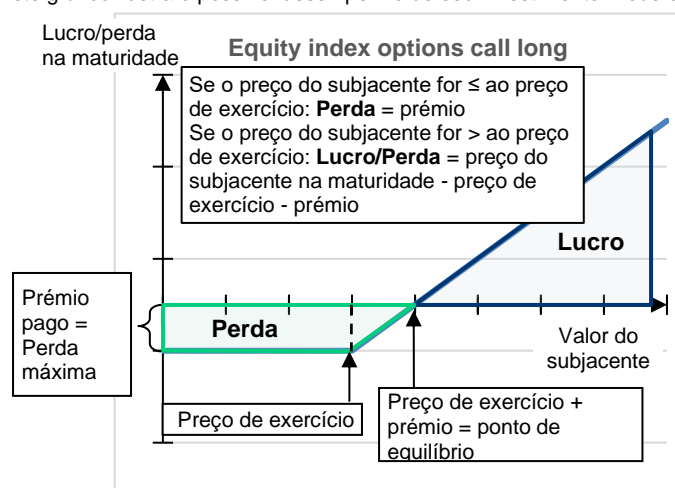 Lucro/perda
na maturidade
Equity index options call long
Se o preço do subjacente for ≤ ao preço
de exercício: Perda = prémio
Se o preço do subjacente for > ao preço
de exercício: Lucro/Perda = preço do
subjacente na maturidade - preço de
exercício - prémio
Lucro
Prémio
pago =
Perda
máxima
Perda
Valor do
subjacente
Preço de exercício
Preço de exercício +
prémio = ponto de
equilíbrio